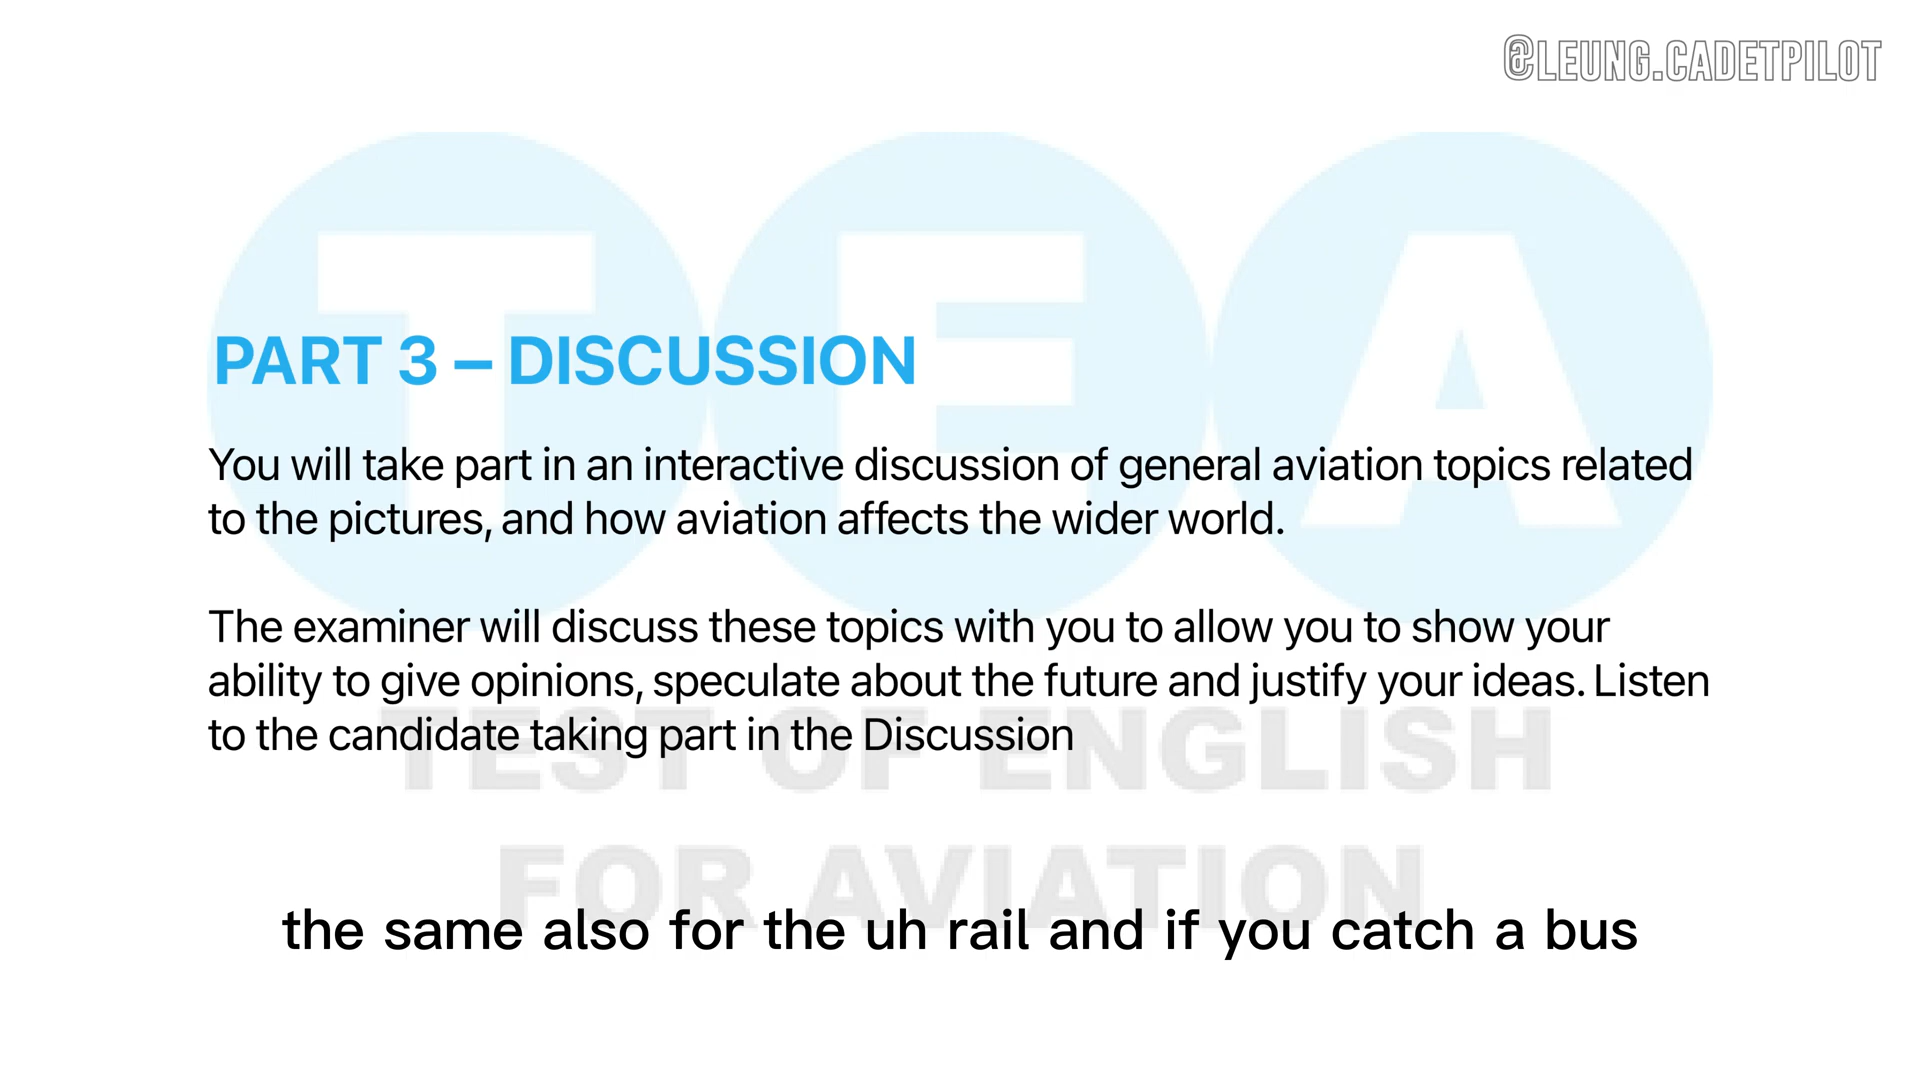 @LEUNG.CADETPILOT
TEA
PART 3 – DISCUSSION
You will take part in an interactive discussion of general aviation topics related
to the pictures, and how aviation affects the wider world.
The examiner will discuss these topics with you to allow you to show your
ability to give opinions, speculate about the future and justify your ideas. Listen
to the candidate taking part in the Discussion
TEST OF ENGLISH
FOR AVIATION
the same also for the uh rail and if you catch a bus